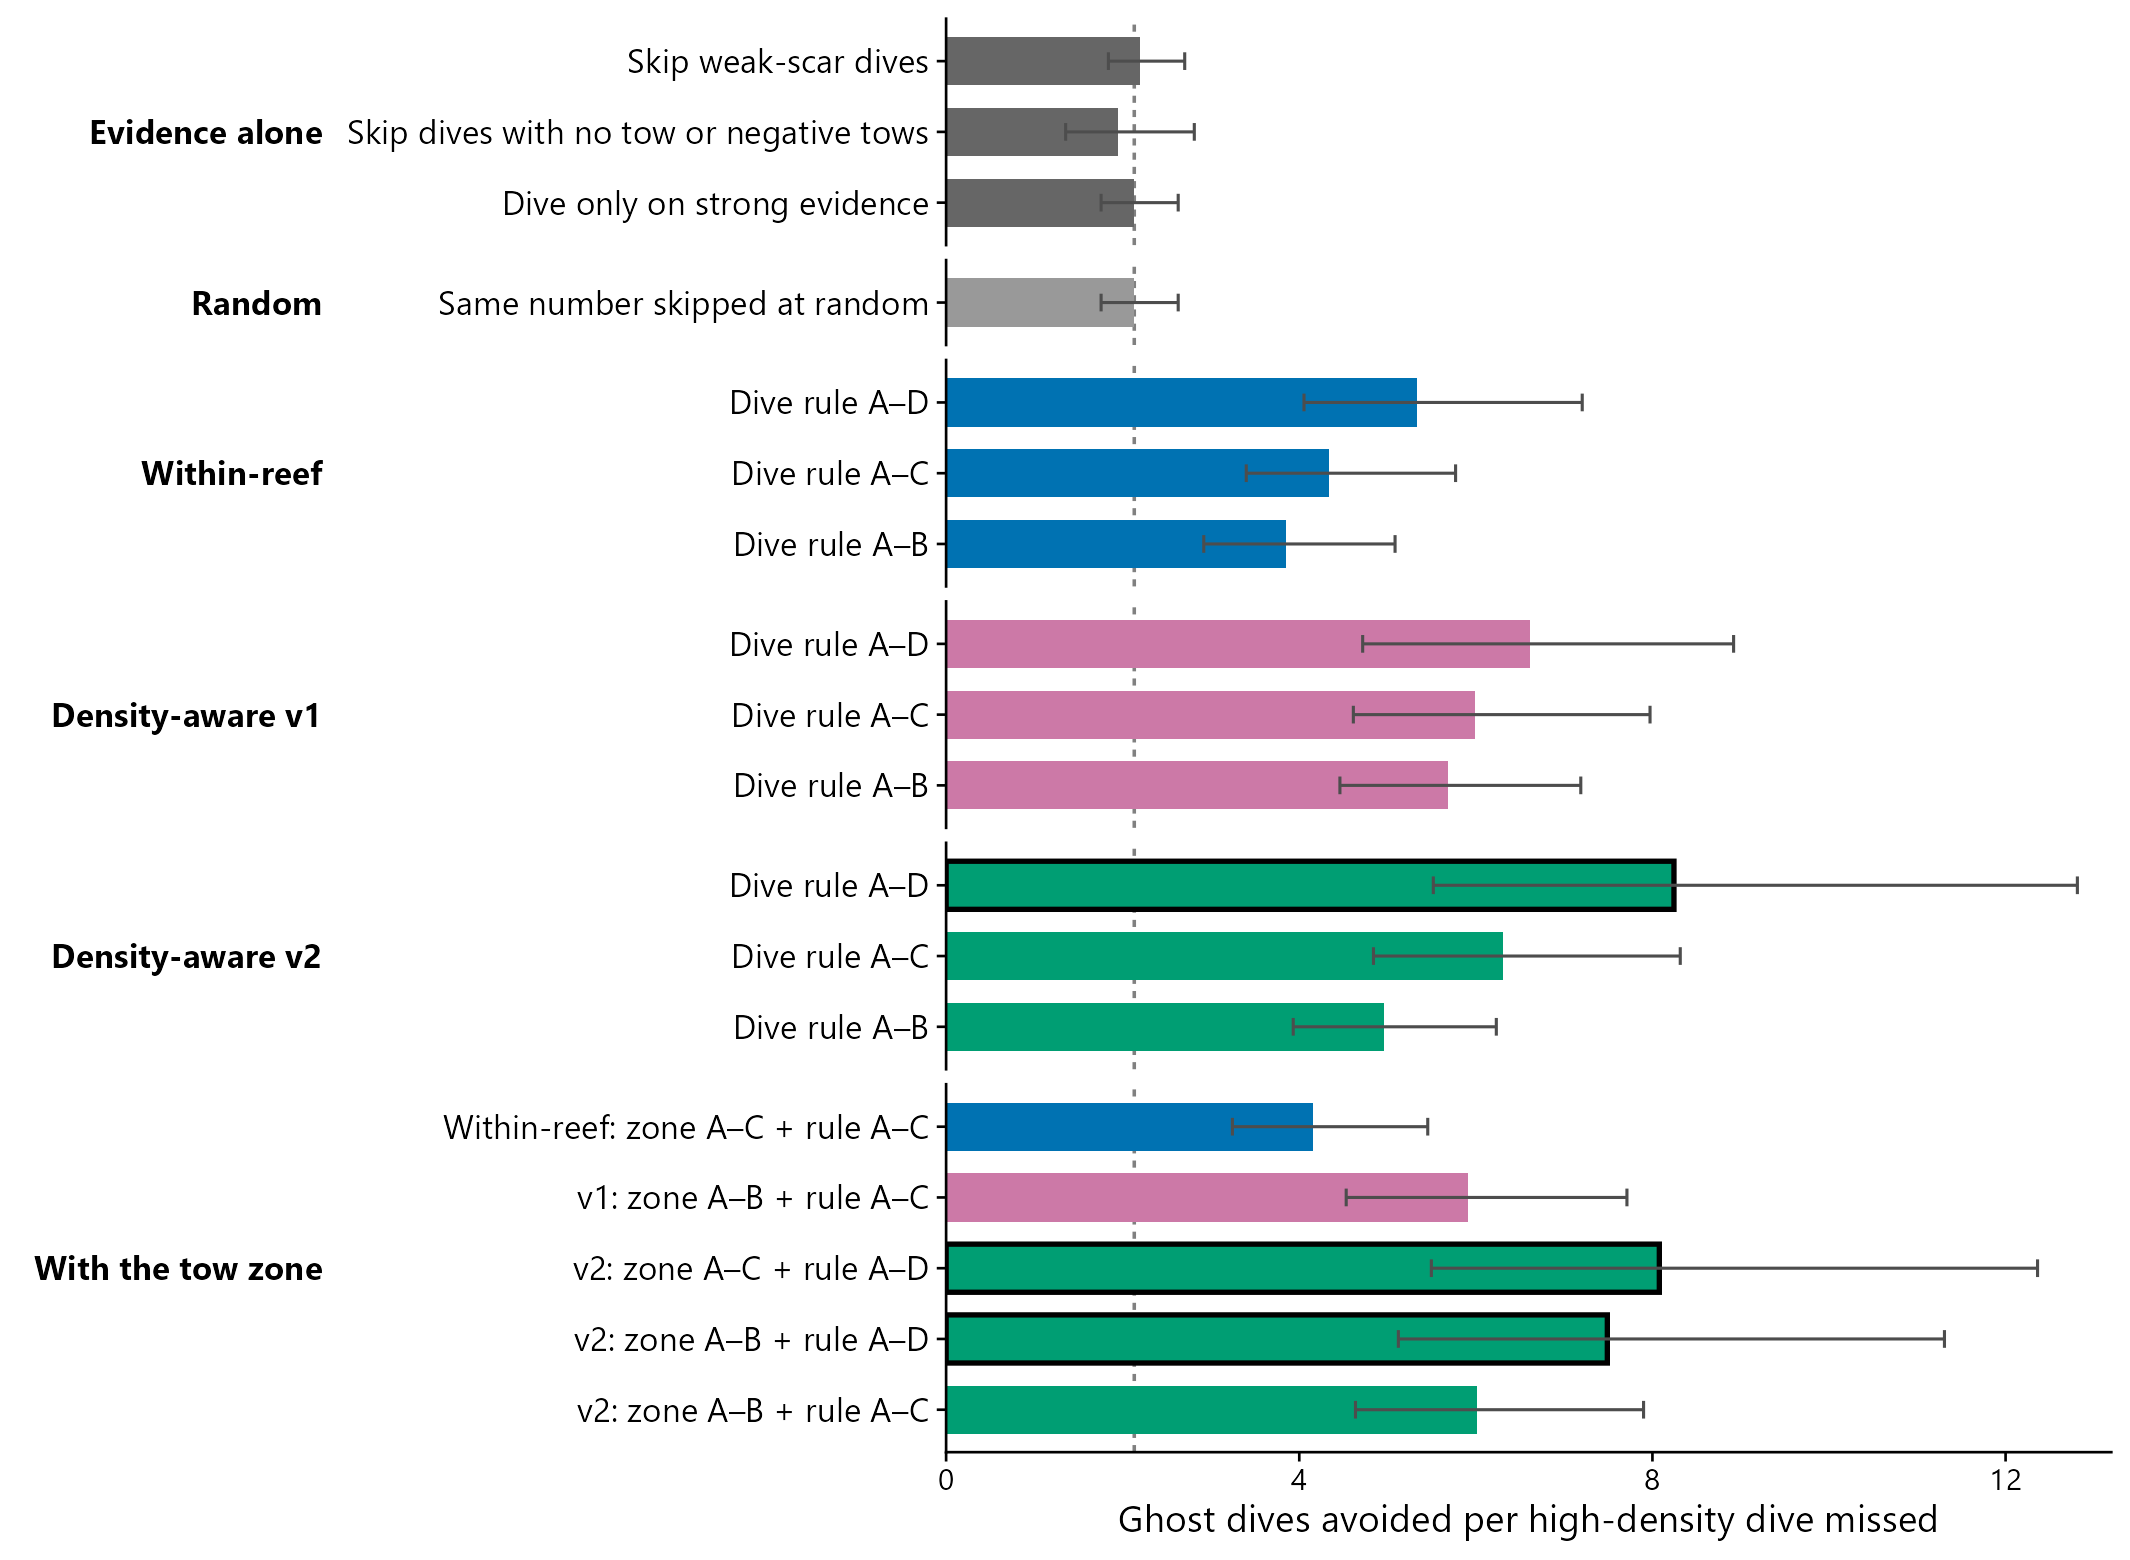 Skip weak-scar dives
Evidence alone Skip dives with no tow or negative tows
Dive only on strong evidence
Random Same number skipped at random
Dive rule A–D
Within-reef Dive rule A–C
Dive rule A–B
Dive rule A–D
Density-aware v1 Dive rule A–C
Dive rule A–B
Dive rule A–D
Density-aware v2 Dive rule A–C
Dive rule A–B
Within-reef: zone A–C + rule A–C
v1: zone A–B + rule A–C
With the tow zone v2: zone A–C + rule A–D
v2: zone A–B + rule A–D
v2: zone A–B + rule A–C
0 4 8 12
Ghost dives avoided per high-density dive missed